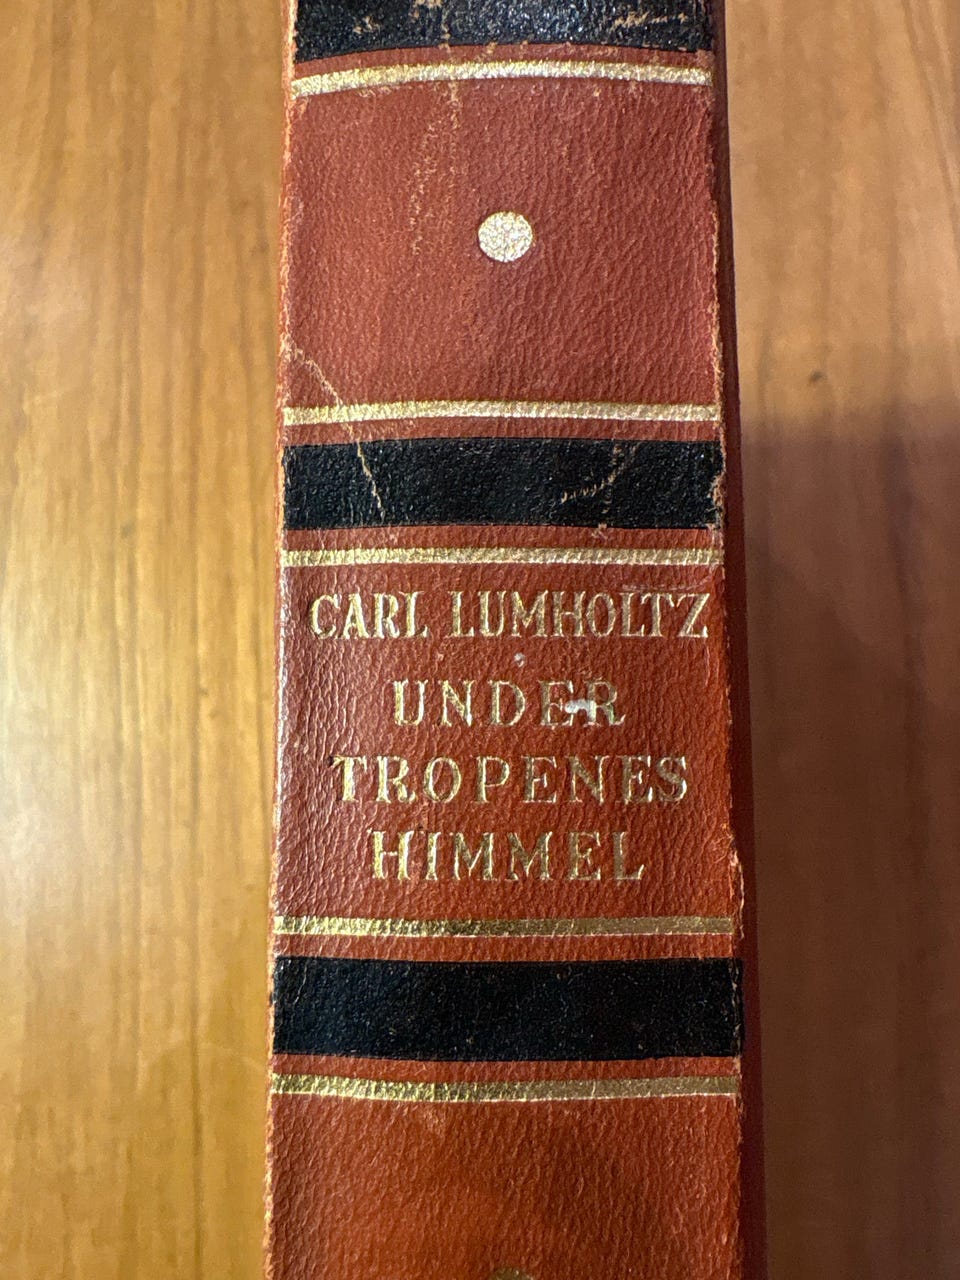 CARL LUMHOLTZ
UNDER
TROPENES
HIMMEL